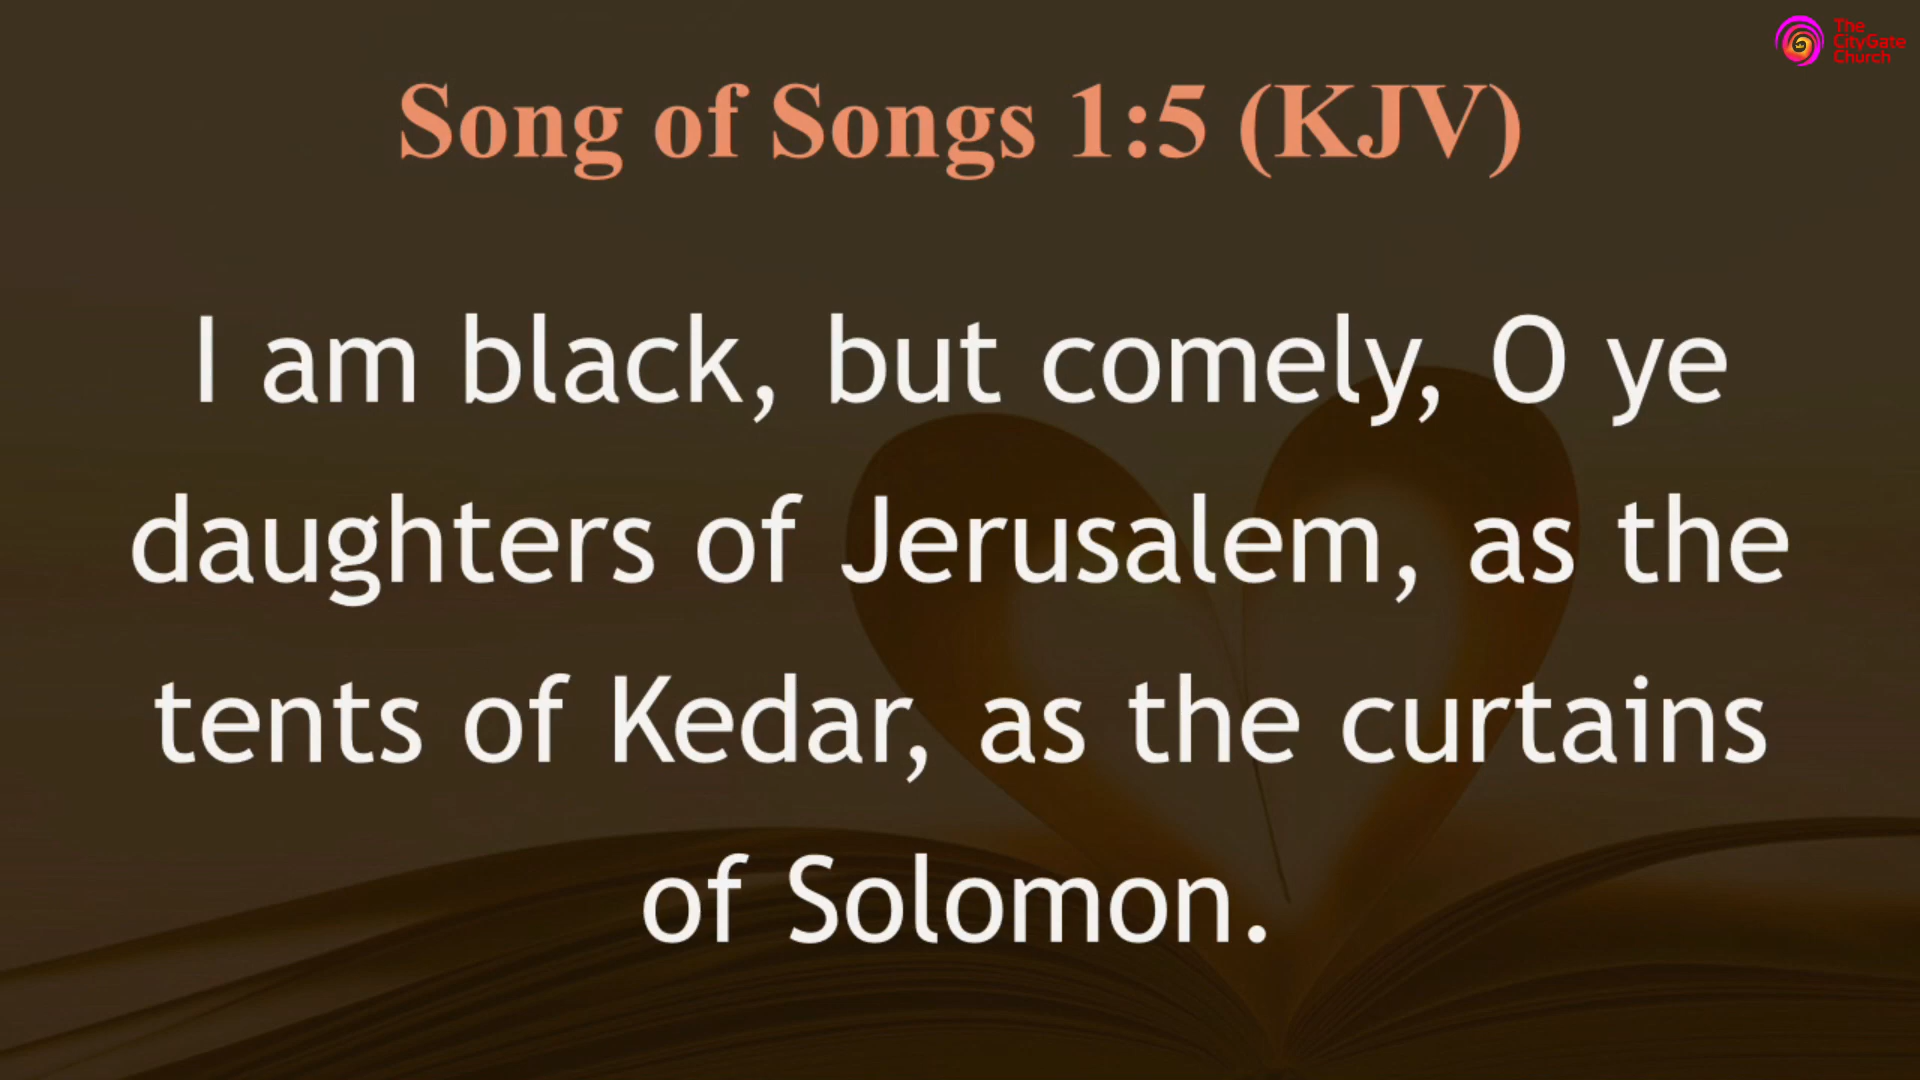 The
CityGate
Church
Song of Songs 1:5 (KJV)
I am black, but comely, O ye
daughters of Jerusalem, as the
tents of Kedar, as the curtains
of Solomon.